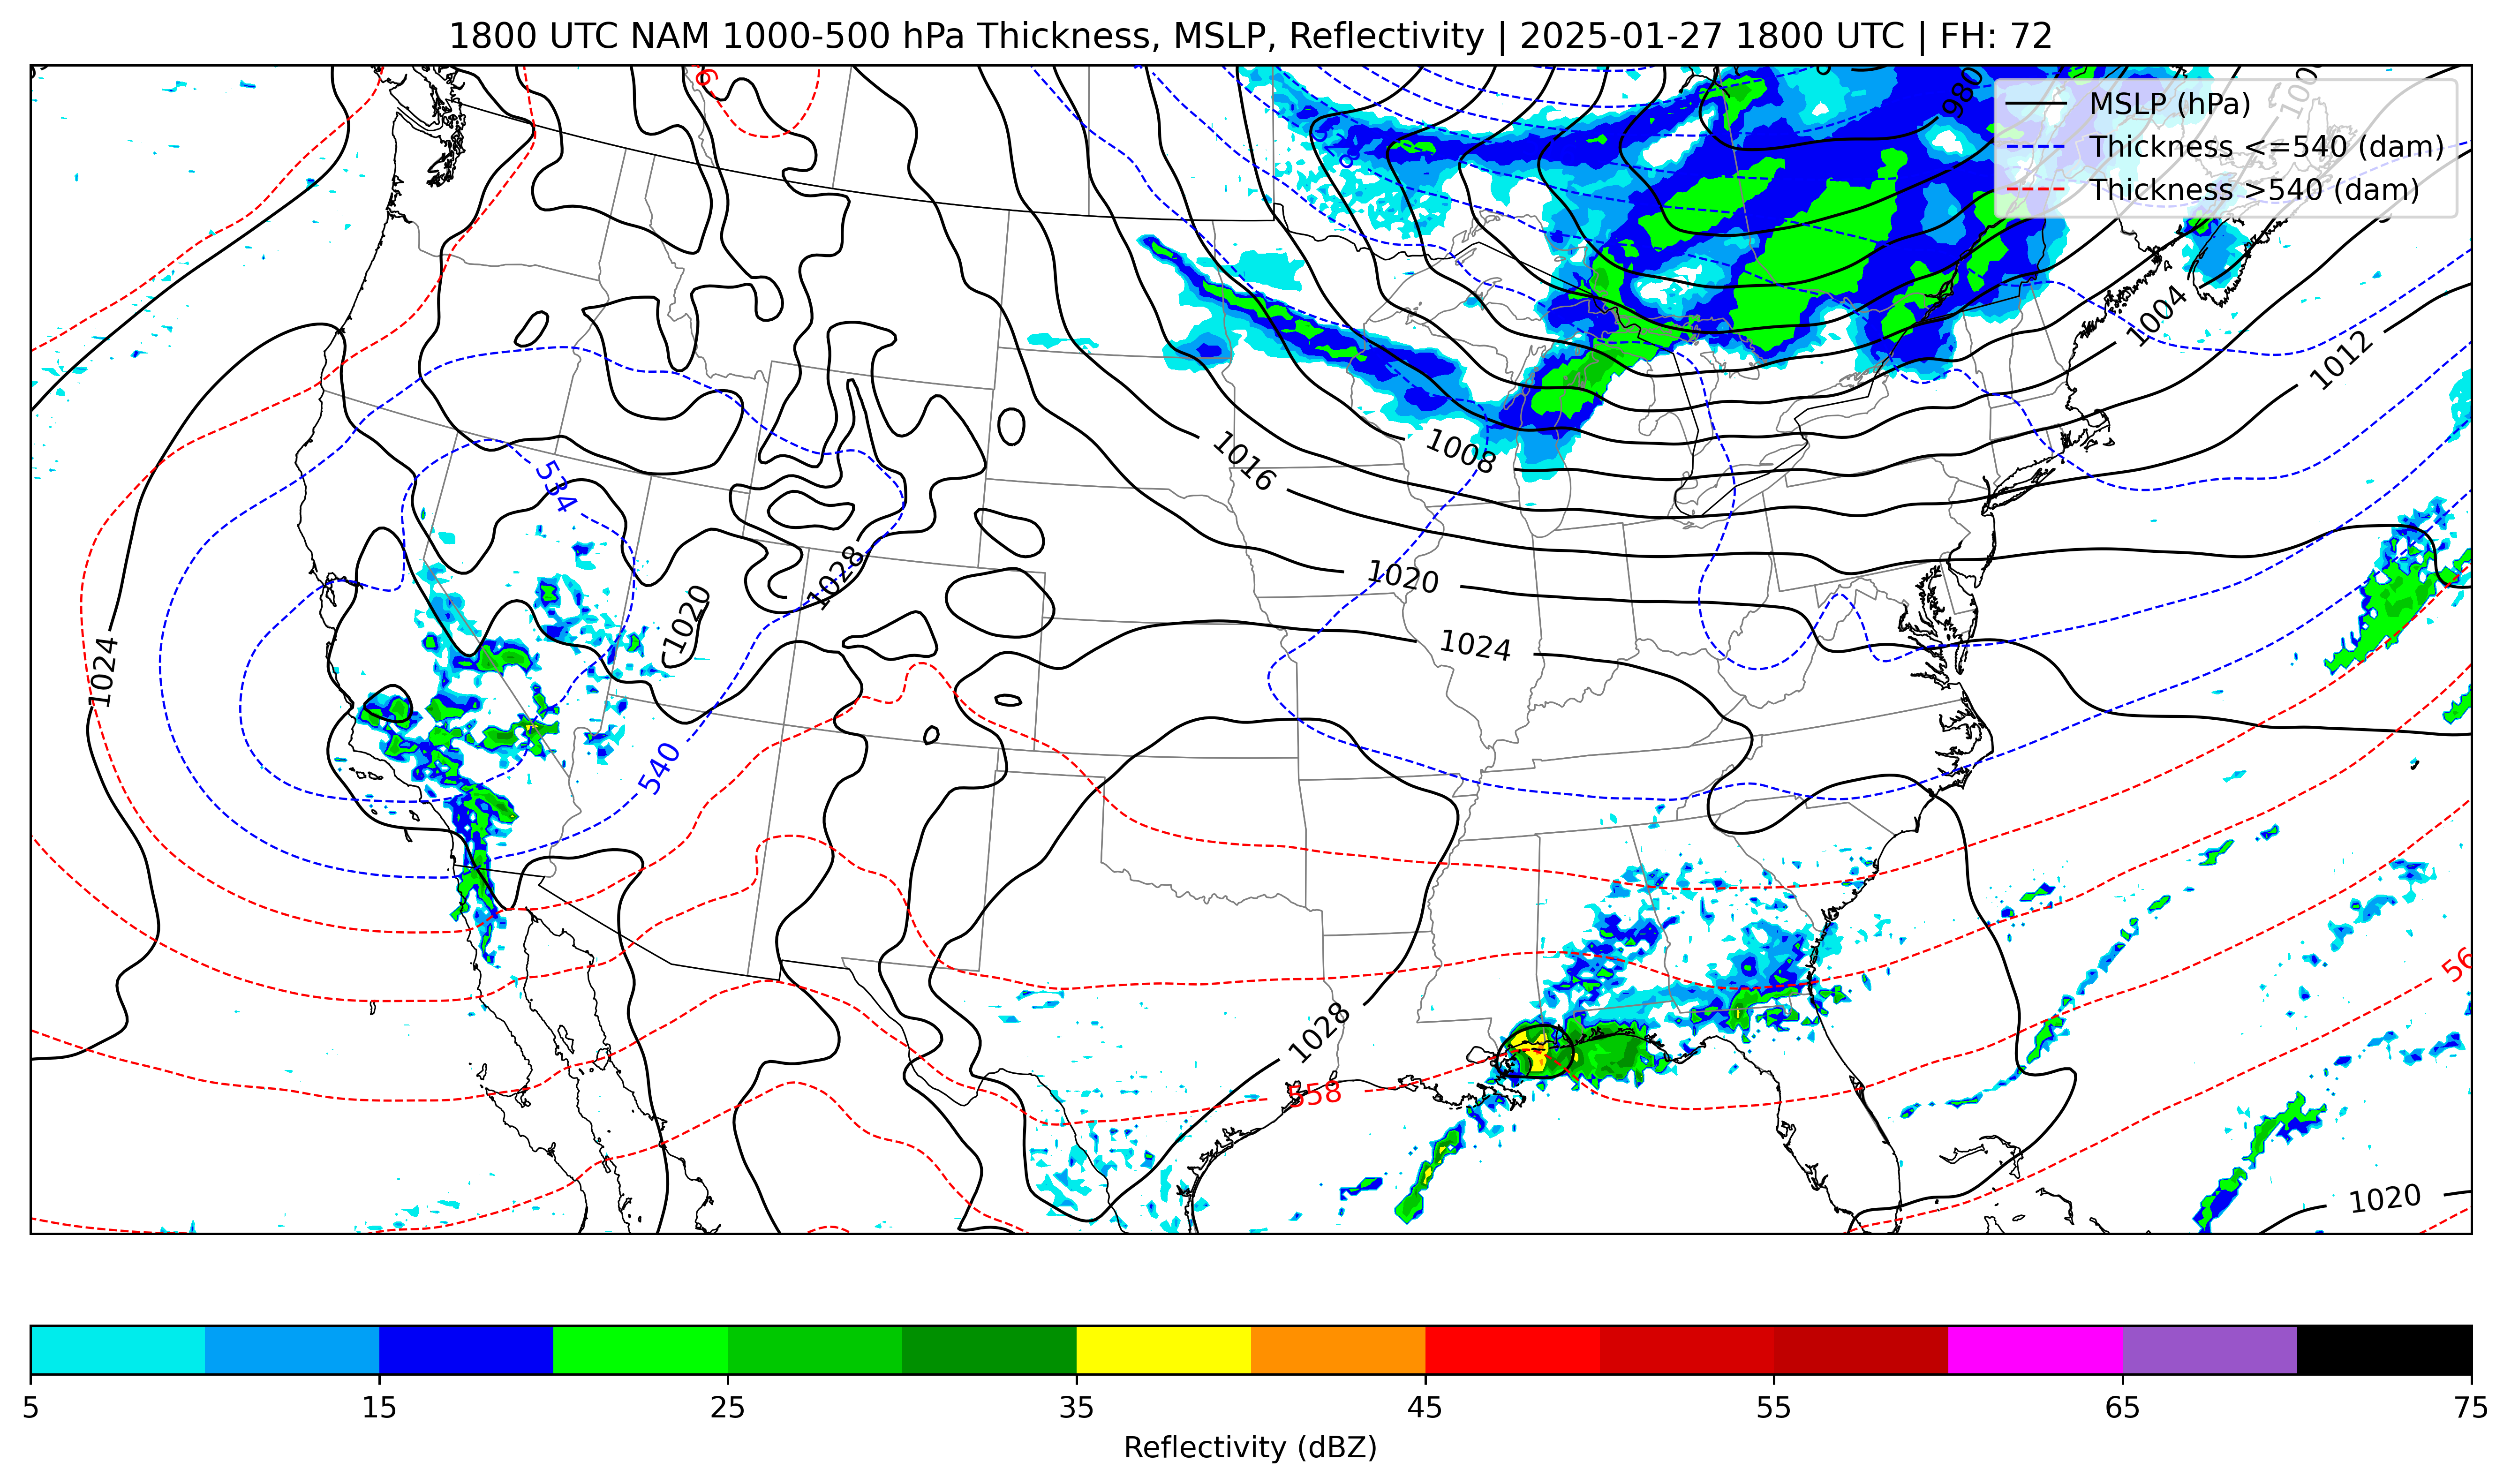 1800 UTC NAM 1000-500 hPa Thickness, MSLP, Reflectivity | 2025-01-27 1800 UTC | FH: 72
MSLP (hPa)
Thickness <=540 (dam)
Thickness >540 (dam)
980
1004
1012
1008
1016
534
1028
1020
1020
1024
1024
540
1028
558
1020
5 15 25 35 45 55 65 75
Reflectivity (dBZ)